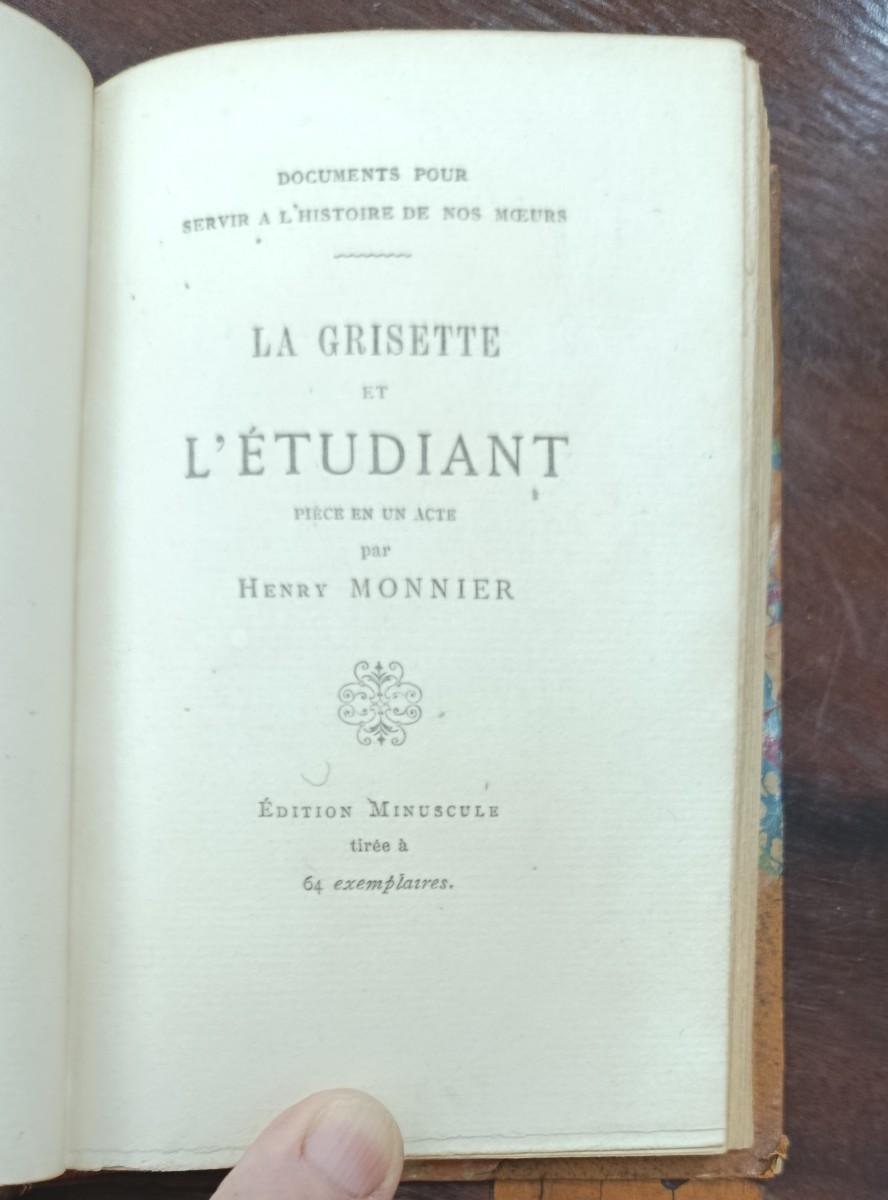 DOCUMENTS POUR
SERVIR A L'HISTOIRE DE NOS MŒURS
LA GRISETTE
ET
L'ÉTUDIANT
PIÈCE EN UN ACTE
par
HENRY MONNIER
ÉDITION MINUSCULE
tirée à
64 exemplaires.